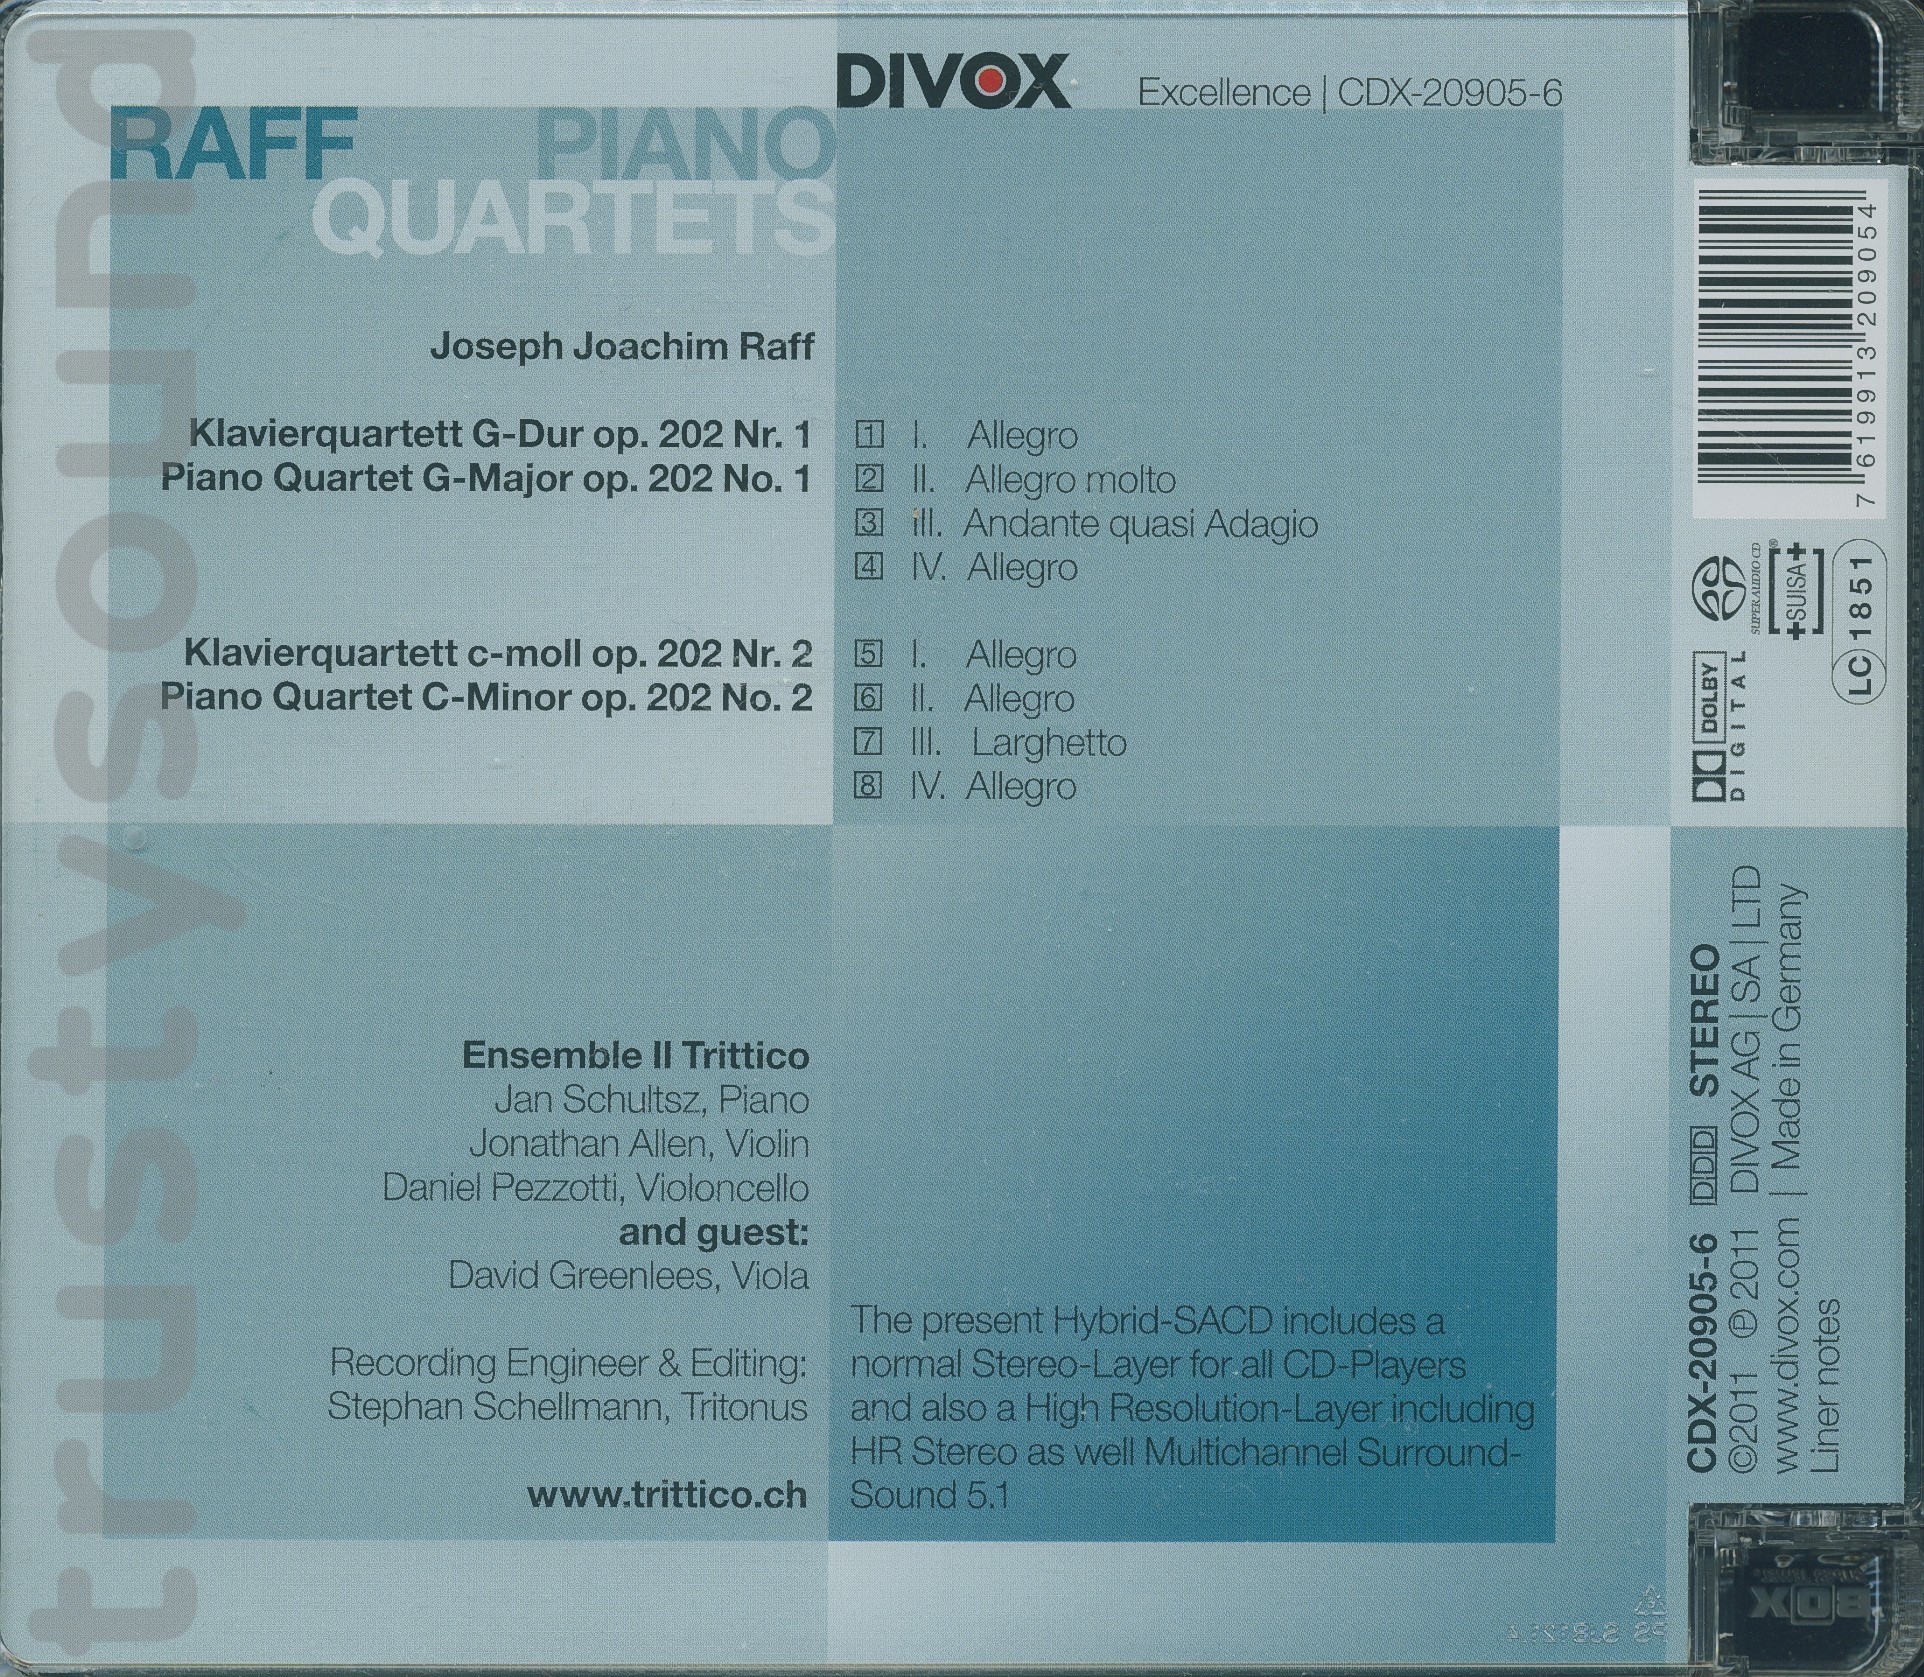 trustysound
DIVOX
Excellence | CDX-20905-6
RAFF PIANO
QUARTETS
Joseph Joachim Raff
Klavierquartett G-Dur op. 202 Nr. 1
Piano Quartet G-Major op. 202 No. 1
1 I. Allegro
2 II. Allegro molto
3 III. Andante quasi Adagio
4 IV. Allegro
Klavierquartett c-moll op. 202 Nr. 2
Piano Quartet C-Minor op. 202 No. 2
5 I. Allegro
6 II. Allegro
7 III. Larghetto
8 IV. Allegro
Ensemble Il Trittico
Jan Schultsz, Piano
Jonathan Allen, Violin
Daniel Pezzotti, Violoncello
and guest:
David Greenlees, Viola
Recording Engineer & Editing:
Stephan Schellmann, Tritonus
www.trittico.ch
The present Hybrid-SACD includes a
normal Stereo-Layer for all CD-Players
and also a High Resolution-Layer including
HR Stereo as well Multichannel Surround-
Sound 5.1
7 619913 209054
SUPER AUDIO CD
+SUISA+®
LC 1851
DOLBY
DIGITAL
CDX-20905-6 DDD STEREO
©2011 ℗2011 DIVOX AG | SA | LTD
www.divox.com | Made in Germany
Liner notes
BOX